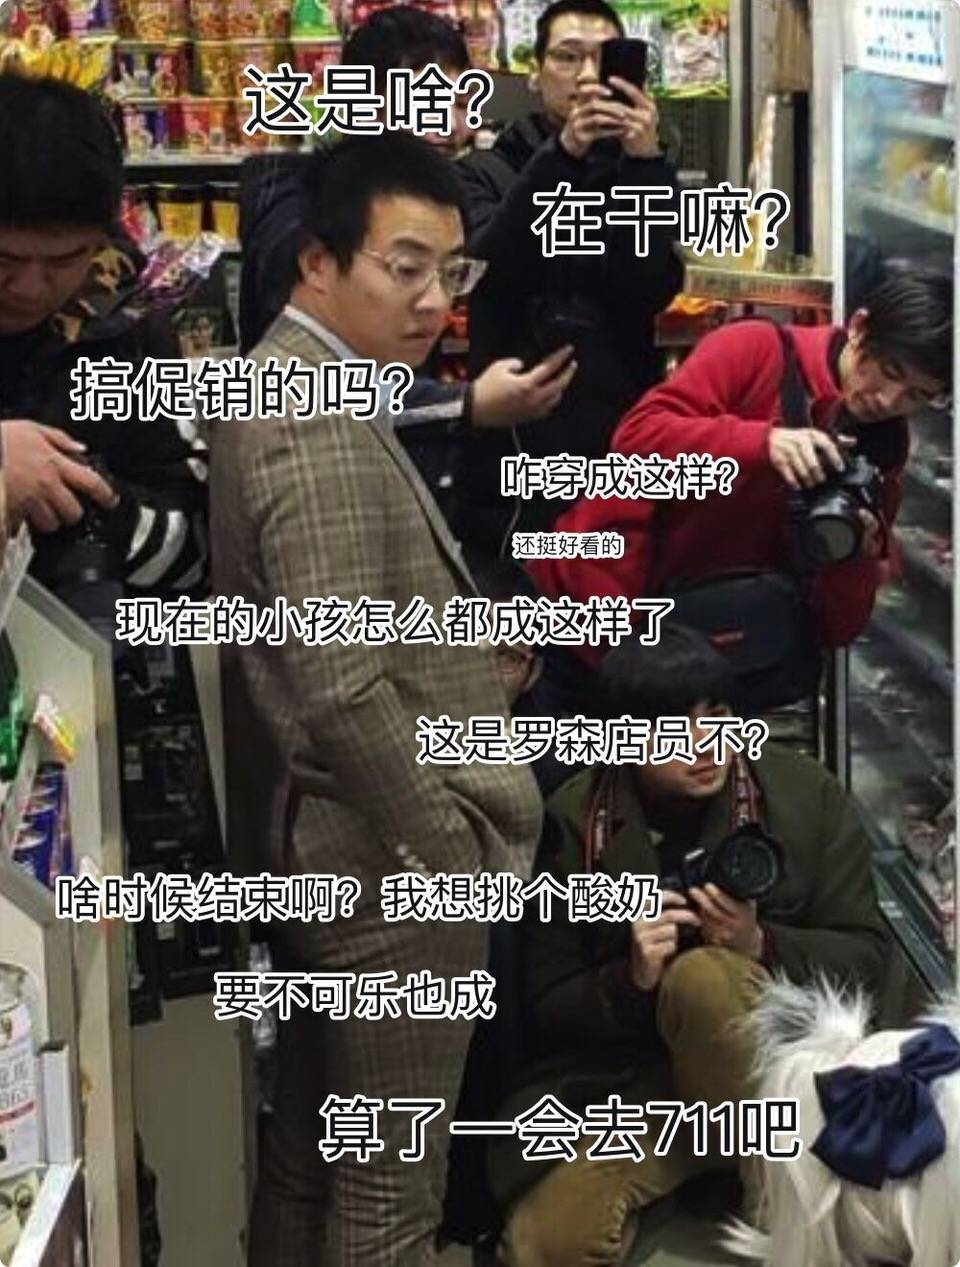 这是啥？
在干嘛？
搞促销的吗？
咋穿成这样？
还挺好看的
现在的小孩怎么都成这样了
这是罗森店员不？
啥时候结束啊？我想挑个酸奶
要不可乐也成
算了一会去711吧